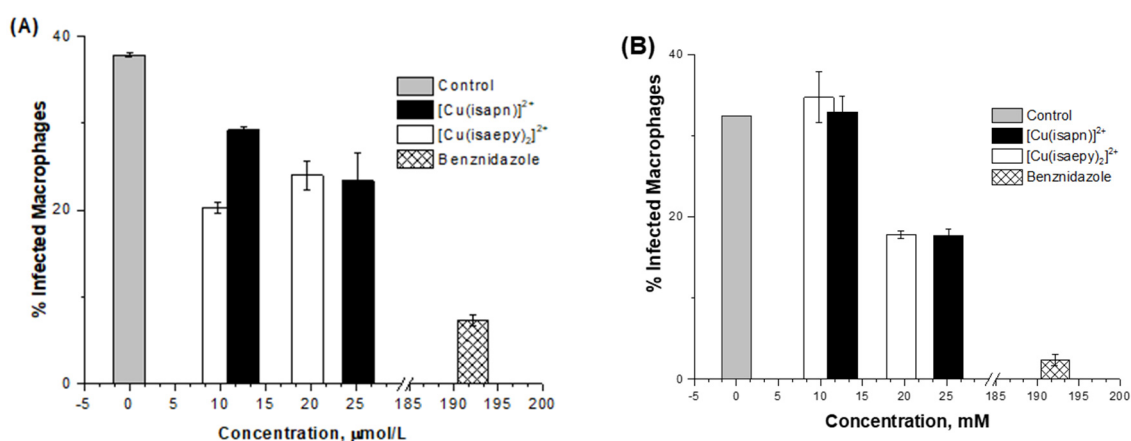 (A)
% Infected Macrophages
40
20
0
Control
[Cu(isapn)]²⁺
[Cu(isaepy)₂]²⁺
Benznidazole
-5 0 5 10 15 20 25 185 190 195 200
Concentration, µmol/L
(B)
% Infected Macrophages
40
20
0
Control
[Cu(isapn)]²⁺
[Cu(isaepy)₂]²⁺
Benznidazole
-5 0 5 10 15 20 25 185 190 195 200
Concentration, mM